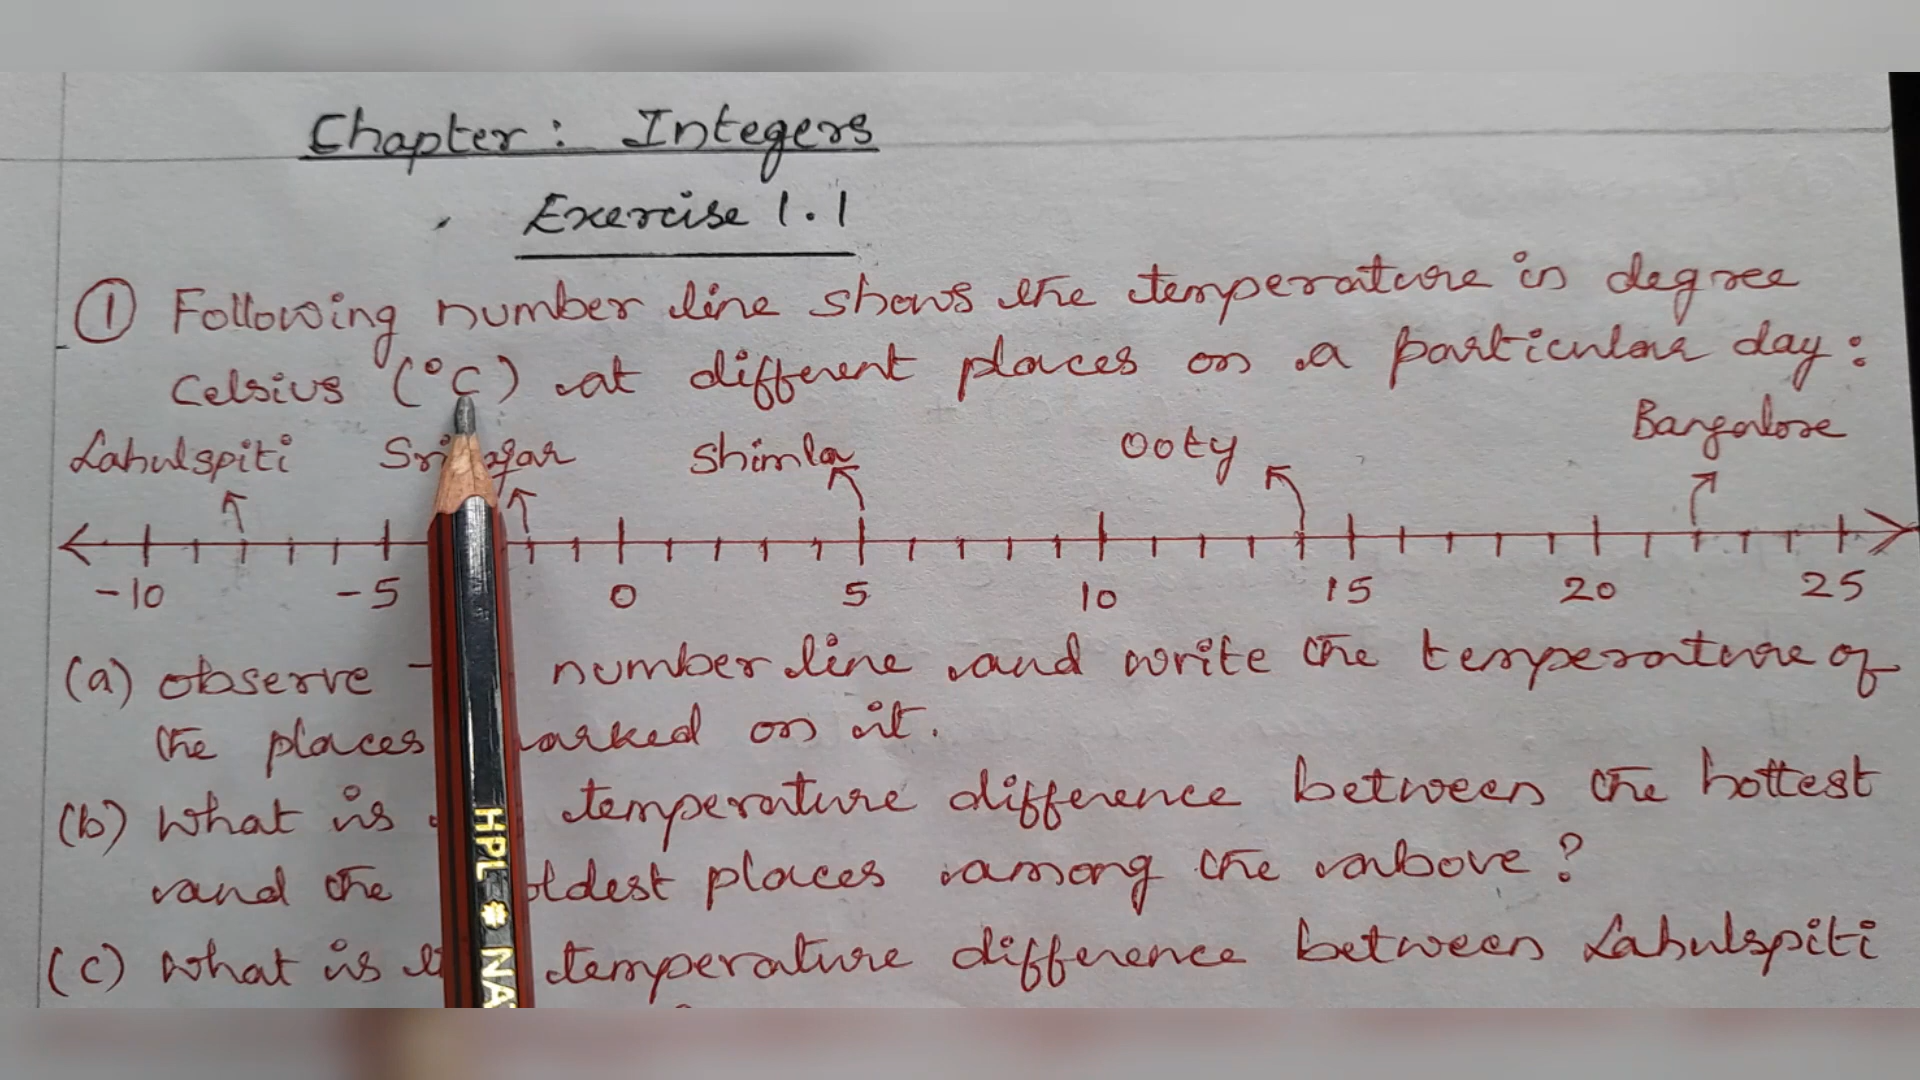 Chapter: Integers
Exercise 1.1
① Following number line shows the temperature in degree
Celsius (°C) at different places on a particular day:
Lahulspiti Shimla Ooty Bangalore
-10 -5 0 5 10 15 20 25
(a) observe number line and write the temperature of
the places on it.
(b) what is temperature difference between the hottest
and the places among the above?
(c) what is temperature difference between Lahulspiti
HPL NA